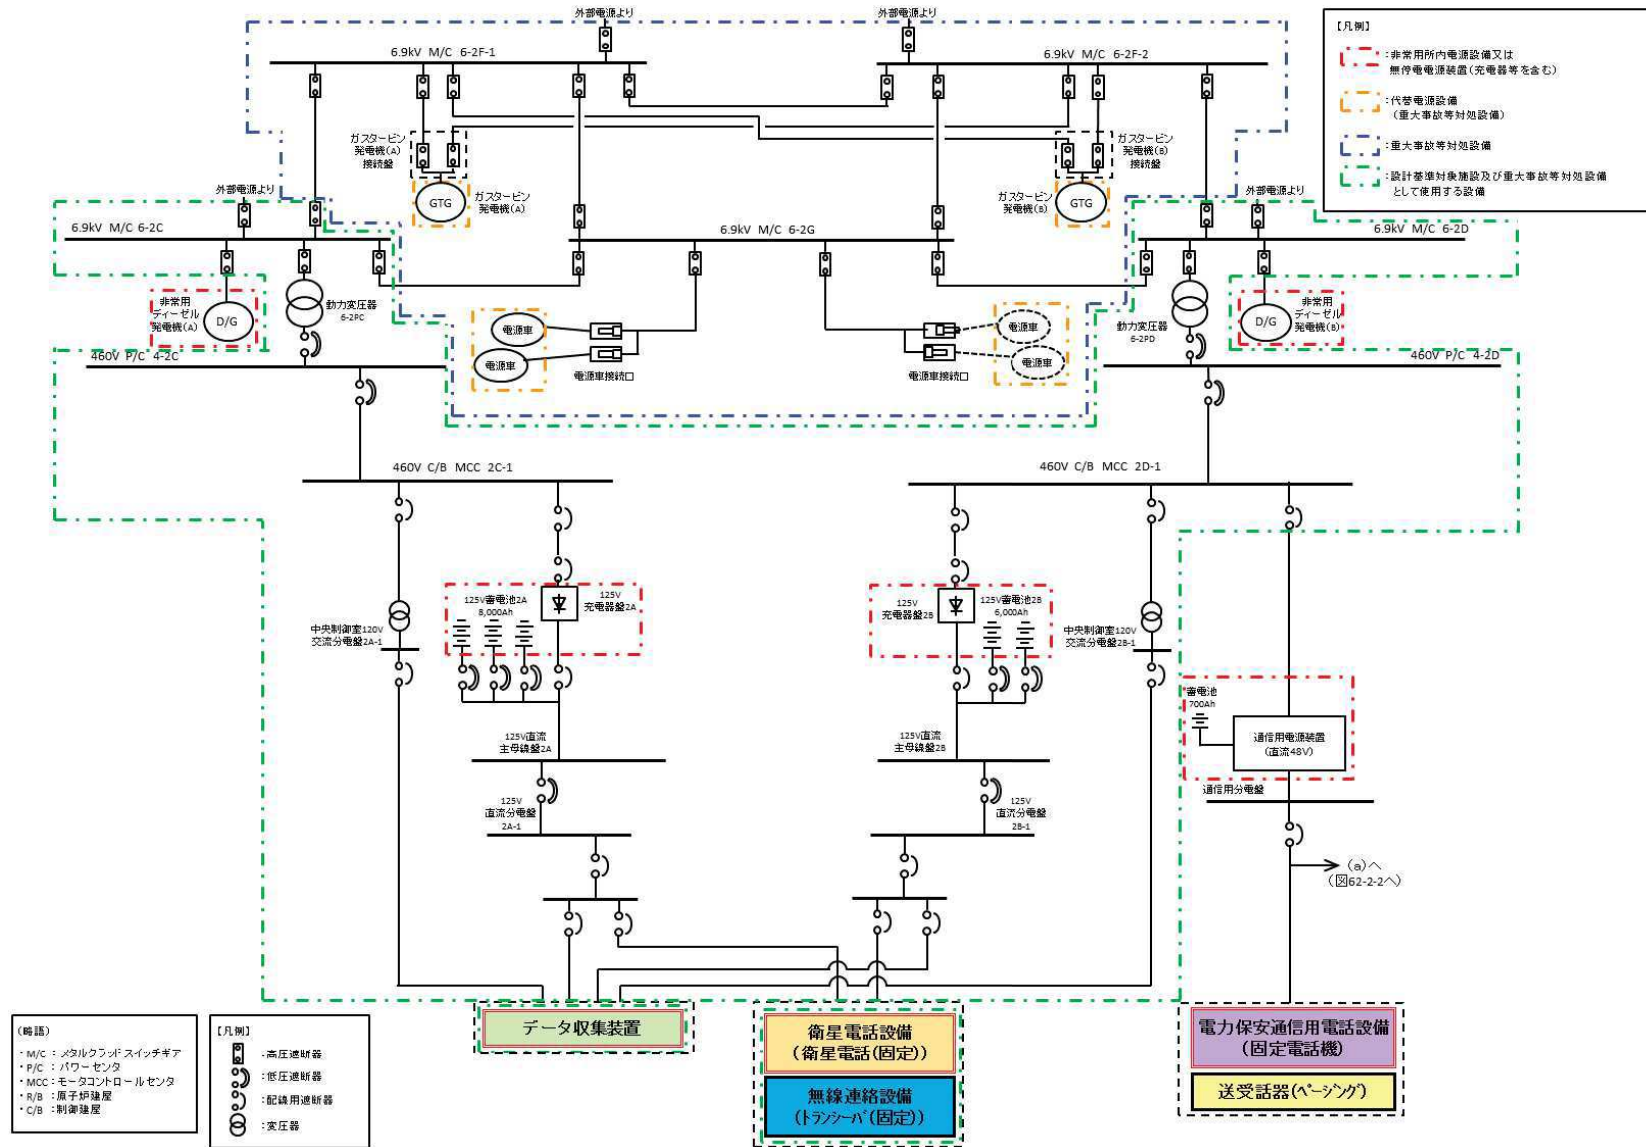 外部電源より
外部電源より
6.9kV M/C 6-2F-1
6.9kV M/C 6-2F-2
【凡例】
:非常用所内電源設備又は
無停電電源装置(充電器等を含む)
:代替電源設備
(重大事故等対処設備)
:重大事故等対処設備
:設計基準対象施設及び重大事故等対処設備
として使用する設備
ガスタービン
発電機(A)
接続盤
ガスタービン
発電機(B)
接続盤
GTG
ガスタービン
発電機(A)
ガスタービン
発電機(B)
GTG
外部電源より
外部電源より
6.9kV M/C 6-2C
6.9kV M/C 6-2G
6.9kV M/C 6-2D
非常用
ディーゼル
発電機(A)
D/G
動力変圧器
6-2PC
電源車
電源車
電源車接続口
電源車
電源車
電源車接続口
動力変圧器
6-2PD
D/G
非常用
ディーゼル
発電機(B)
460V P/C 4-2C
460V P/C 4-2D
460V C/B MCC 2C-1
460V C/B MCC 2D-1
125V蓄電池2A
8,000Ah
125V
充電器盤2A
125V
充電器盤2B
125V蓄電池2B
6,000Ah
中央制御室120V
交流分電盤2A-1
中央制御室120V
交流分電盤2B-1
蓄電池
700Ah
通信用電源装置
(直流48V)
通信用分電盤
125V直流
主母線盤2A
125V直流
主母線盤2B
125V
直流分電盤
2A-1
125V
直流分電盤
2B-1
(a)へ
(図62-2-2へ)
データ収集装置
衛星電話設備
(衛星電話(固定))
無線連絡設備
(トランシーバ(固定))
電力保安通信用電話設備
(固定電話機)
送受話器(ページング)
(略語)
・M/C : メタルクラッドスイッチギア
・P/C : パワーセンタ
・MCC : モータコントロールセンタ
・R/B : 原子炉建屋
・C/B : 制御建屋
【凡例】
:高圧遮断器
:低圧遮断器
:配線用遮断器
:変圧器